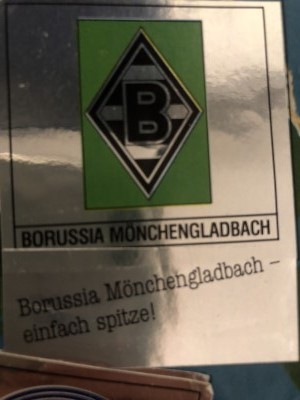 B
BORUSSIA MÖNCHENGLADBACH
Borussia Mönchengladbach –
einfach spitze!